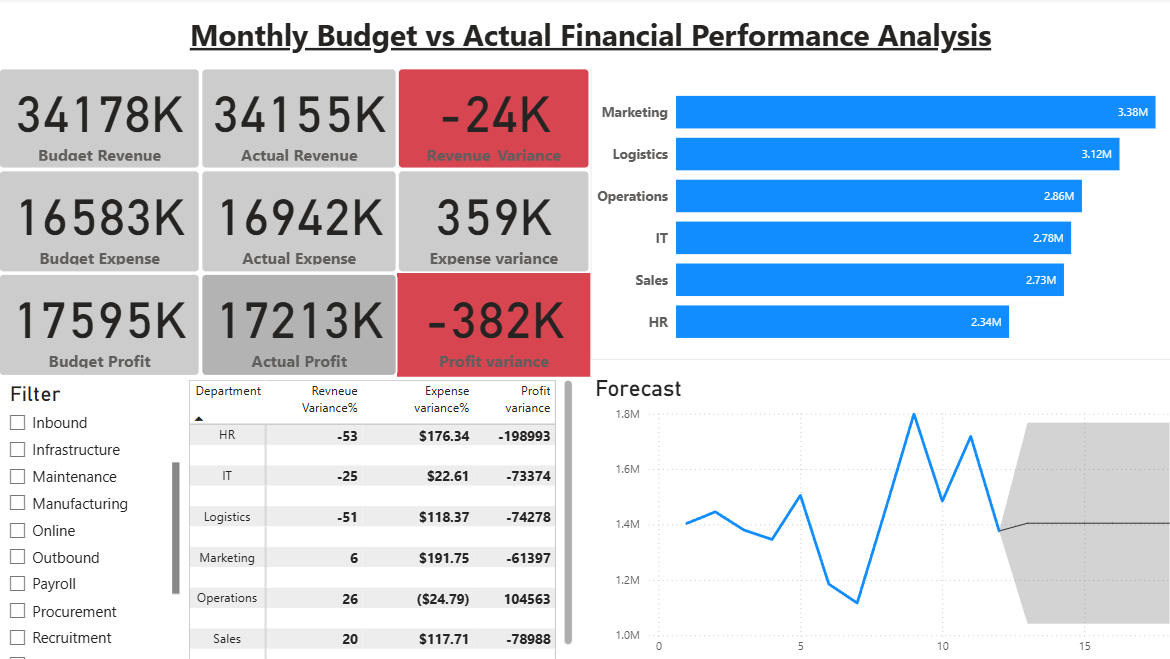 Monthly Budget vs Actual Financial Performance Analysis
34178K
Budget Revenue
34155K
Actual Revenue
-24K
Revenue Variance
16583K
Budget Expense
16942K
Actual Expense
359K
Expense variance
17595K
Budget Profit
17213K
Actual Profit
-382K
Profit variance
Marketing 3.38M
Logistics 3.12M
Operations 2.86M
IT 2.78M
Sales 2.73M
HR 2.34M
Filter
Inbound
Infrastructure
Maintenance
Manufacturing
Online
Outbound
Payroll
Procurement
Recruitment
Department Revneue Variance% Expense variance% Profit variance
HR -53 $176.34 -198993
IT -25 $22.61 -73374
Logistics -51 $118.37 -74278
Marketing 6 $191.75 -61397
Operations 26 ($24.79) 104563
Sales 20 $117.71 -78988
Forecast
1.8M
1.6M
1.4M
1.2M
1.0M
0 5 10 15